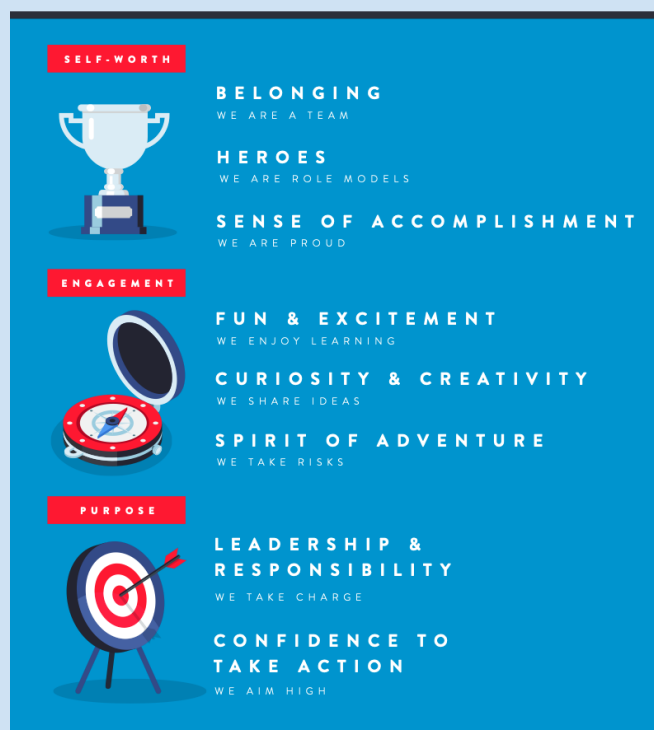 SELF-WORTH
BELONGING
WE ARE A TEAM
HEROES
WE ARE ROLE MODELS
SENSE OF ACCOMPLISHMENT
WE ARE PROUD
ENGAGEMENT
FUN & EXCITEMENT
WE ENJOY LEARNING
CURIOSITY & CREATIVITY
WE SHARE IDEAS
SPIRIT OF ADVENTURE
WE TAKE RISKS
PURPOSE
LEADERSHIP &
RESPONSIBILITY
WE TAKE CHARGE
CONFIDENCE TO
TAKE ACTION
WE AIM HIGH